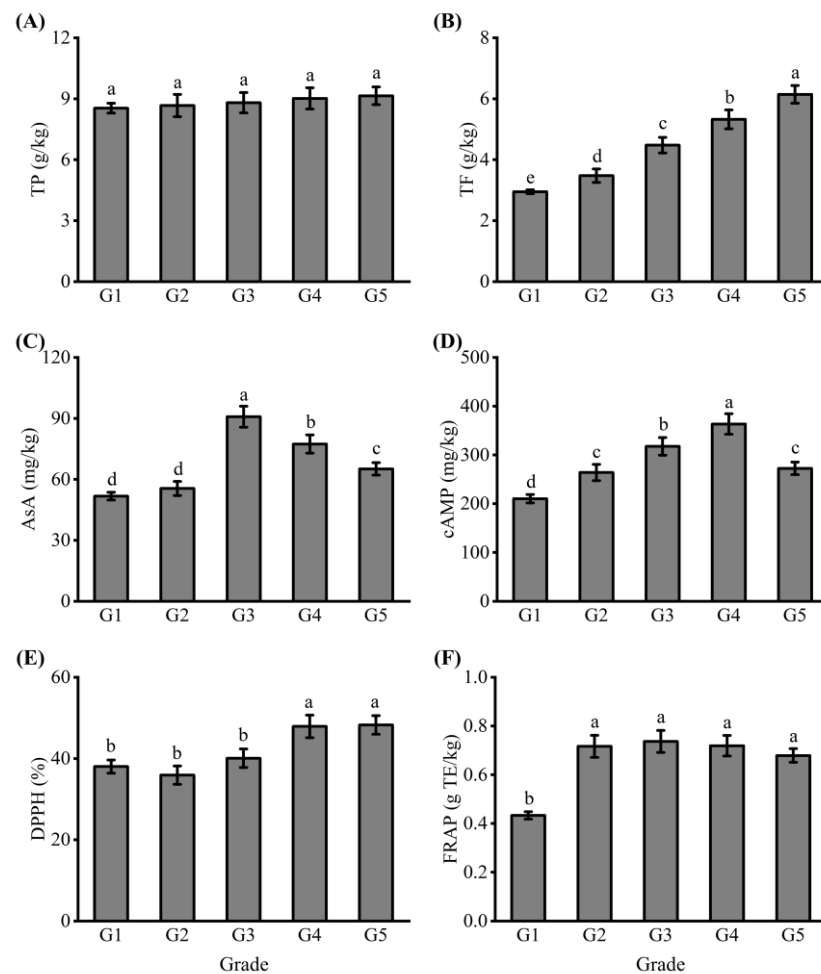 (A)
12
9
6
3
0
TP (g/kg)
a a a a a
G1 G2 G3 G4 G5
(B)
8
6
4
2
0
TF (g/kg)
e d c b a
G1 G2 G3 G4 G5
(C)
120
90
60
30
0
AsA (mg/kg)
d d a b c
G1 G2 G3 G4 G5
(D)
500
400
300
200
100
0
cAMP (mg/kg)
d c b a c
G1 G2 G3 G4 G5
(E)
60
40
20
0
DPPH (%)
b b b a a
G1 G2 G3 G4 G5
Grade
(F)
1.0
0.8
0.6
0.4
0.2
0.0
FRAP (g TE/kg)
b a a a a
G1 G2 G3 G4 G5
Grade